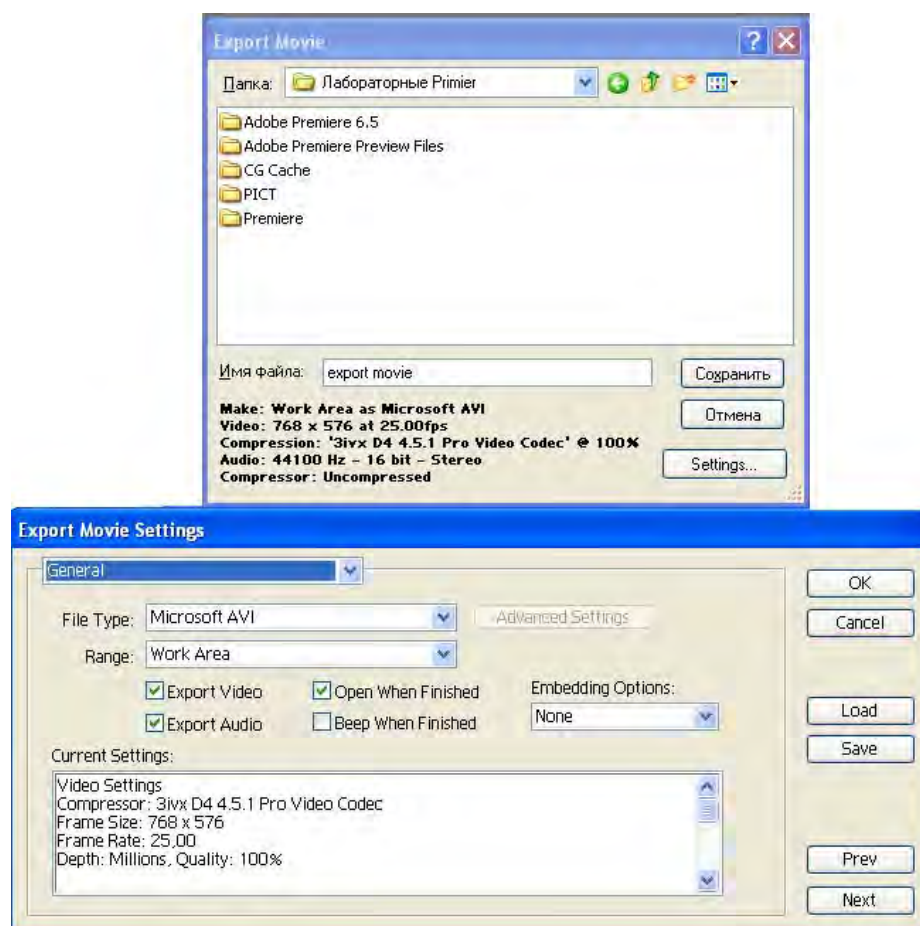 Export Movie
Папка: Лабораторные Primier
Adobe Premiere 6.5
Adobe Premiere Preview Files
CG Cache
PICT
Premiere
Имя файла: export movie
Сохранить
Make: Work Area as Microsoft AVI
Video: 768 x 576 at 25.00fps
Compression: '3ivx D4 4.5.1 Pro Video Codec' @ 100%
Audio: 44100 Hz - 16 bit - Stereo
Compressor: Uncompressed
Отмена
Settings...
Export Movie Settings
General
OK
File Type: Microsoft AVI
Advanced Settings
Cancel
Range: Work Area
Export Video
Open When Finished
Embedding Options:
Export Audio
Beep When Finished
None
Load
Save
Current Settings:
Video Settings
Compressor: 3ivx D4 4.5.1 Pro Video Codec
Frame Size: 768 x 576
Frame Rate: 25,00
Depth: Millions, Quality: 100%
Prev
Next